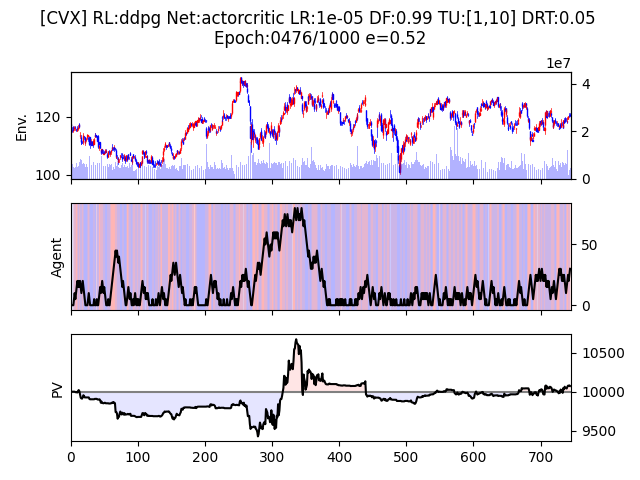 [CVX] RL:ddpg Net:actorcritic LR:1e-05 DF:0.99 TU:[1,10] DRT:0.05
Epoch:0476/1000 e=0.52
1e7
Env.
120
100
4
2
0
Agent
50
0
PV
10500
10000
9500
0 100 200 300 400 500 600 700